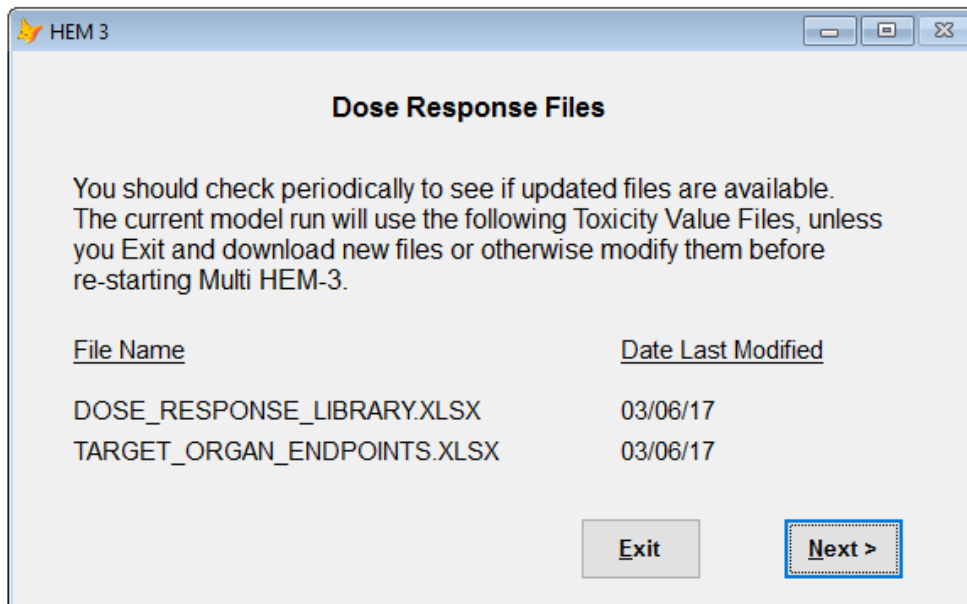 HEM 3
Dose Response Files
You should check periodically to see if updated files are available.
The current model run will use the following Toxicity Value Files, unless
you Exit and download new files or otherwise modify them before
re-starting Multi HEM-3.
File Name Date Last Modified
DOSE_RESPONSE_LIBRARY.XLSX 03/06/17
TARGET_ORGAN_ENDPOINTS.XLSX 03/06/17
Exit Next >